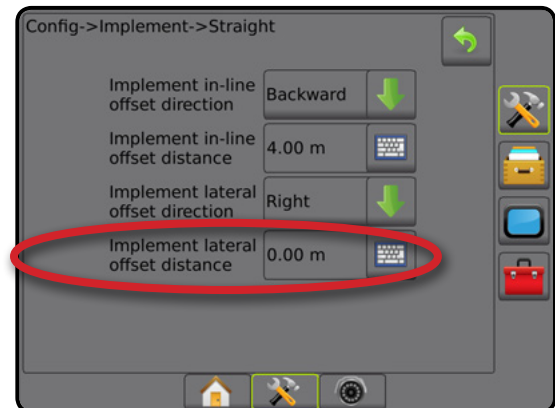 Config->Implement->Straight
Implement in-line
offset direction
Backward
Implement in-line
offset distance
4.00 m
Implement lateral
offset direction
Right
Implement lateral
offset distance
0.00 m